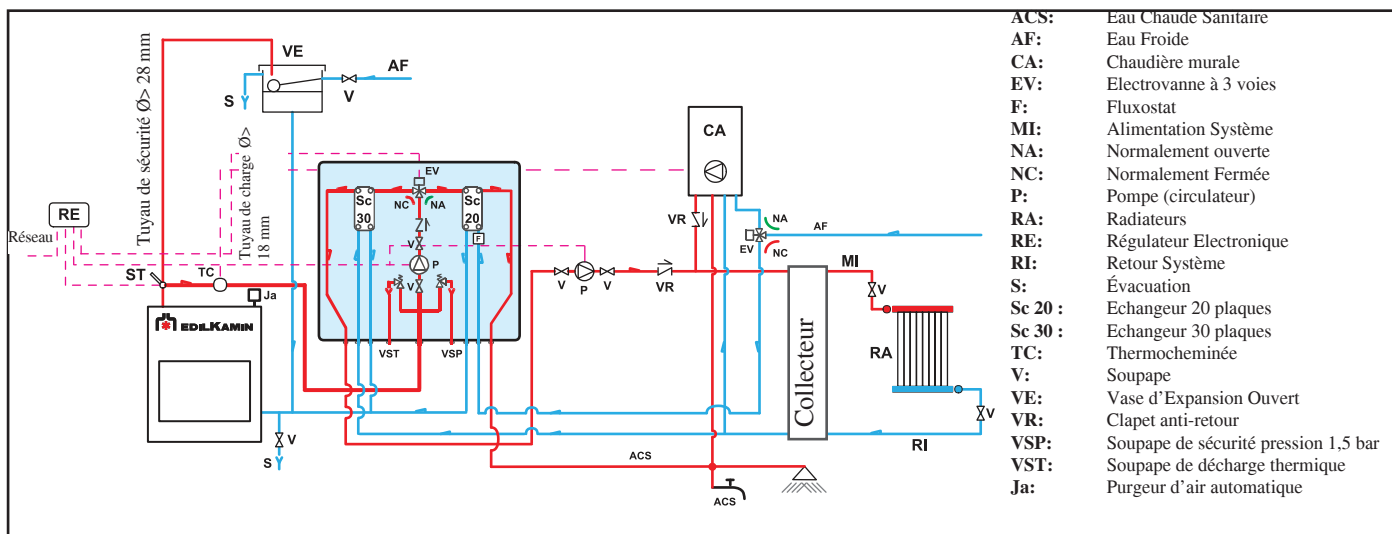 Tuyau de sécurité Ø> 28 mm
VE
AF
V
S
Tuyau de charge Ø>
18 mm
RE
Réseau
ST
TC
Ja
EDILKAMIN
V
S
EV
Sc
30
NC
NA
Sc
20
F
V
P
V
VST
VSP
CA
VR
NA
EV
NC
AF
V
P
V
VR
MI
V
Collecteur
RA
V
RI
ACS
ACS
ACS: Eau Chaude Sanitaire
AF: Eau Froide
CA: Chaudière murale
EV: Electrovanne à 3 voies
F: Fluxostat
MI: Alimentation Système
NA: Normalement ouverte
NC: Normalement Fermée
P: Pompe (circulateur)
RA: Radiateurs
RE: Régulateur Electronique
RI: Retour Système
S: Évacuation
Sc 20 : Echangeur 20 plaques
Sc 30 : Echangeur 30 plaques
TC: Thermocheminée
V: Soupape
VE: Vase d'Expansion Ouvert
VR: Clapet anti-retour
VSP: Soupape de sécurité pression 1,5 bar
VST: Soupape de décharge thermique
Ja: Purgeur d'air automatique